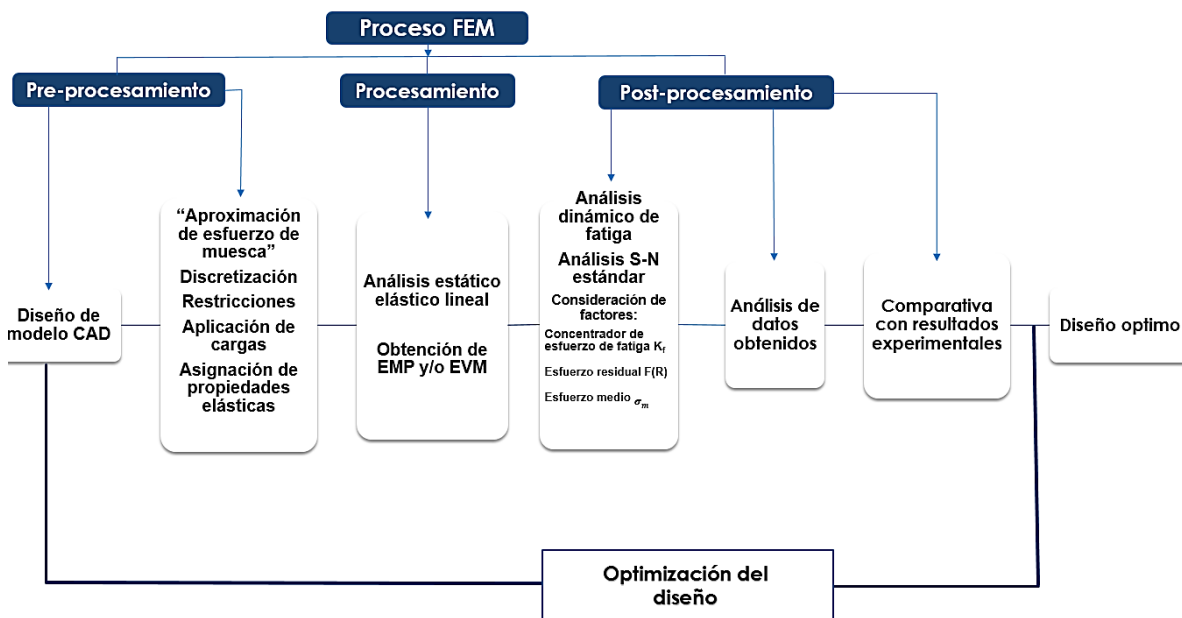 Proceso FEM
Pre-procesamiento
Procesamiento
Post-procesamiento
Diseño de
modelo CAD
“Aproximación
de esfuerzo de
muesca”
Discretización
Restricciones
Aplicación de
cargas
Asignación de
propiedades
elásticas
Análisis estático
elástico lineal
Obtención de
EMP y/o EVM
Análisis
dinámico de
fatiga
Análisis S-N
estándar
Consideración de
factores:
Concentrador de
esfuerzo de fatiga Kf
Esfuerzo residual F(R)
Esfuerzo medio σm
Análisis de
datos
obtenidos
Comparativa
con resultados
experimentales
Diseño optimo
Optimización del
diseño